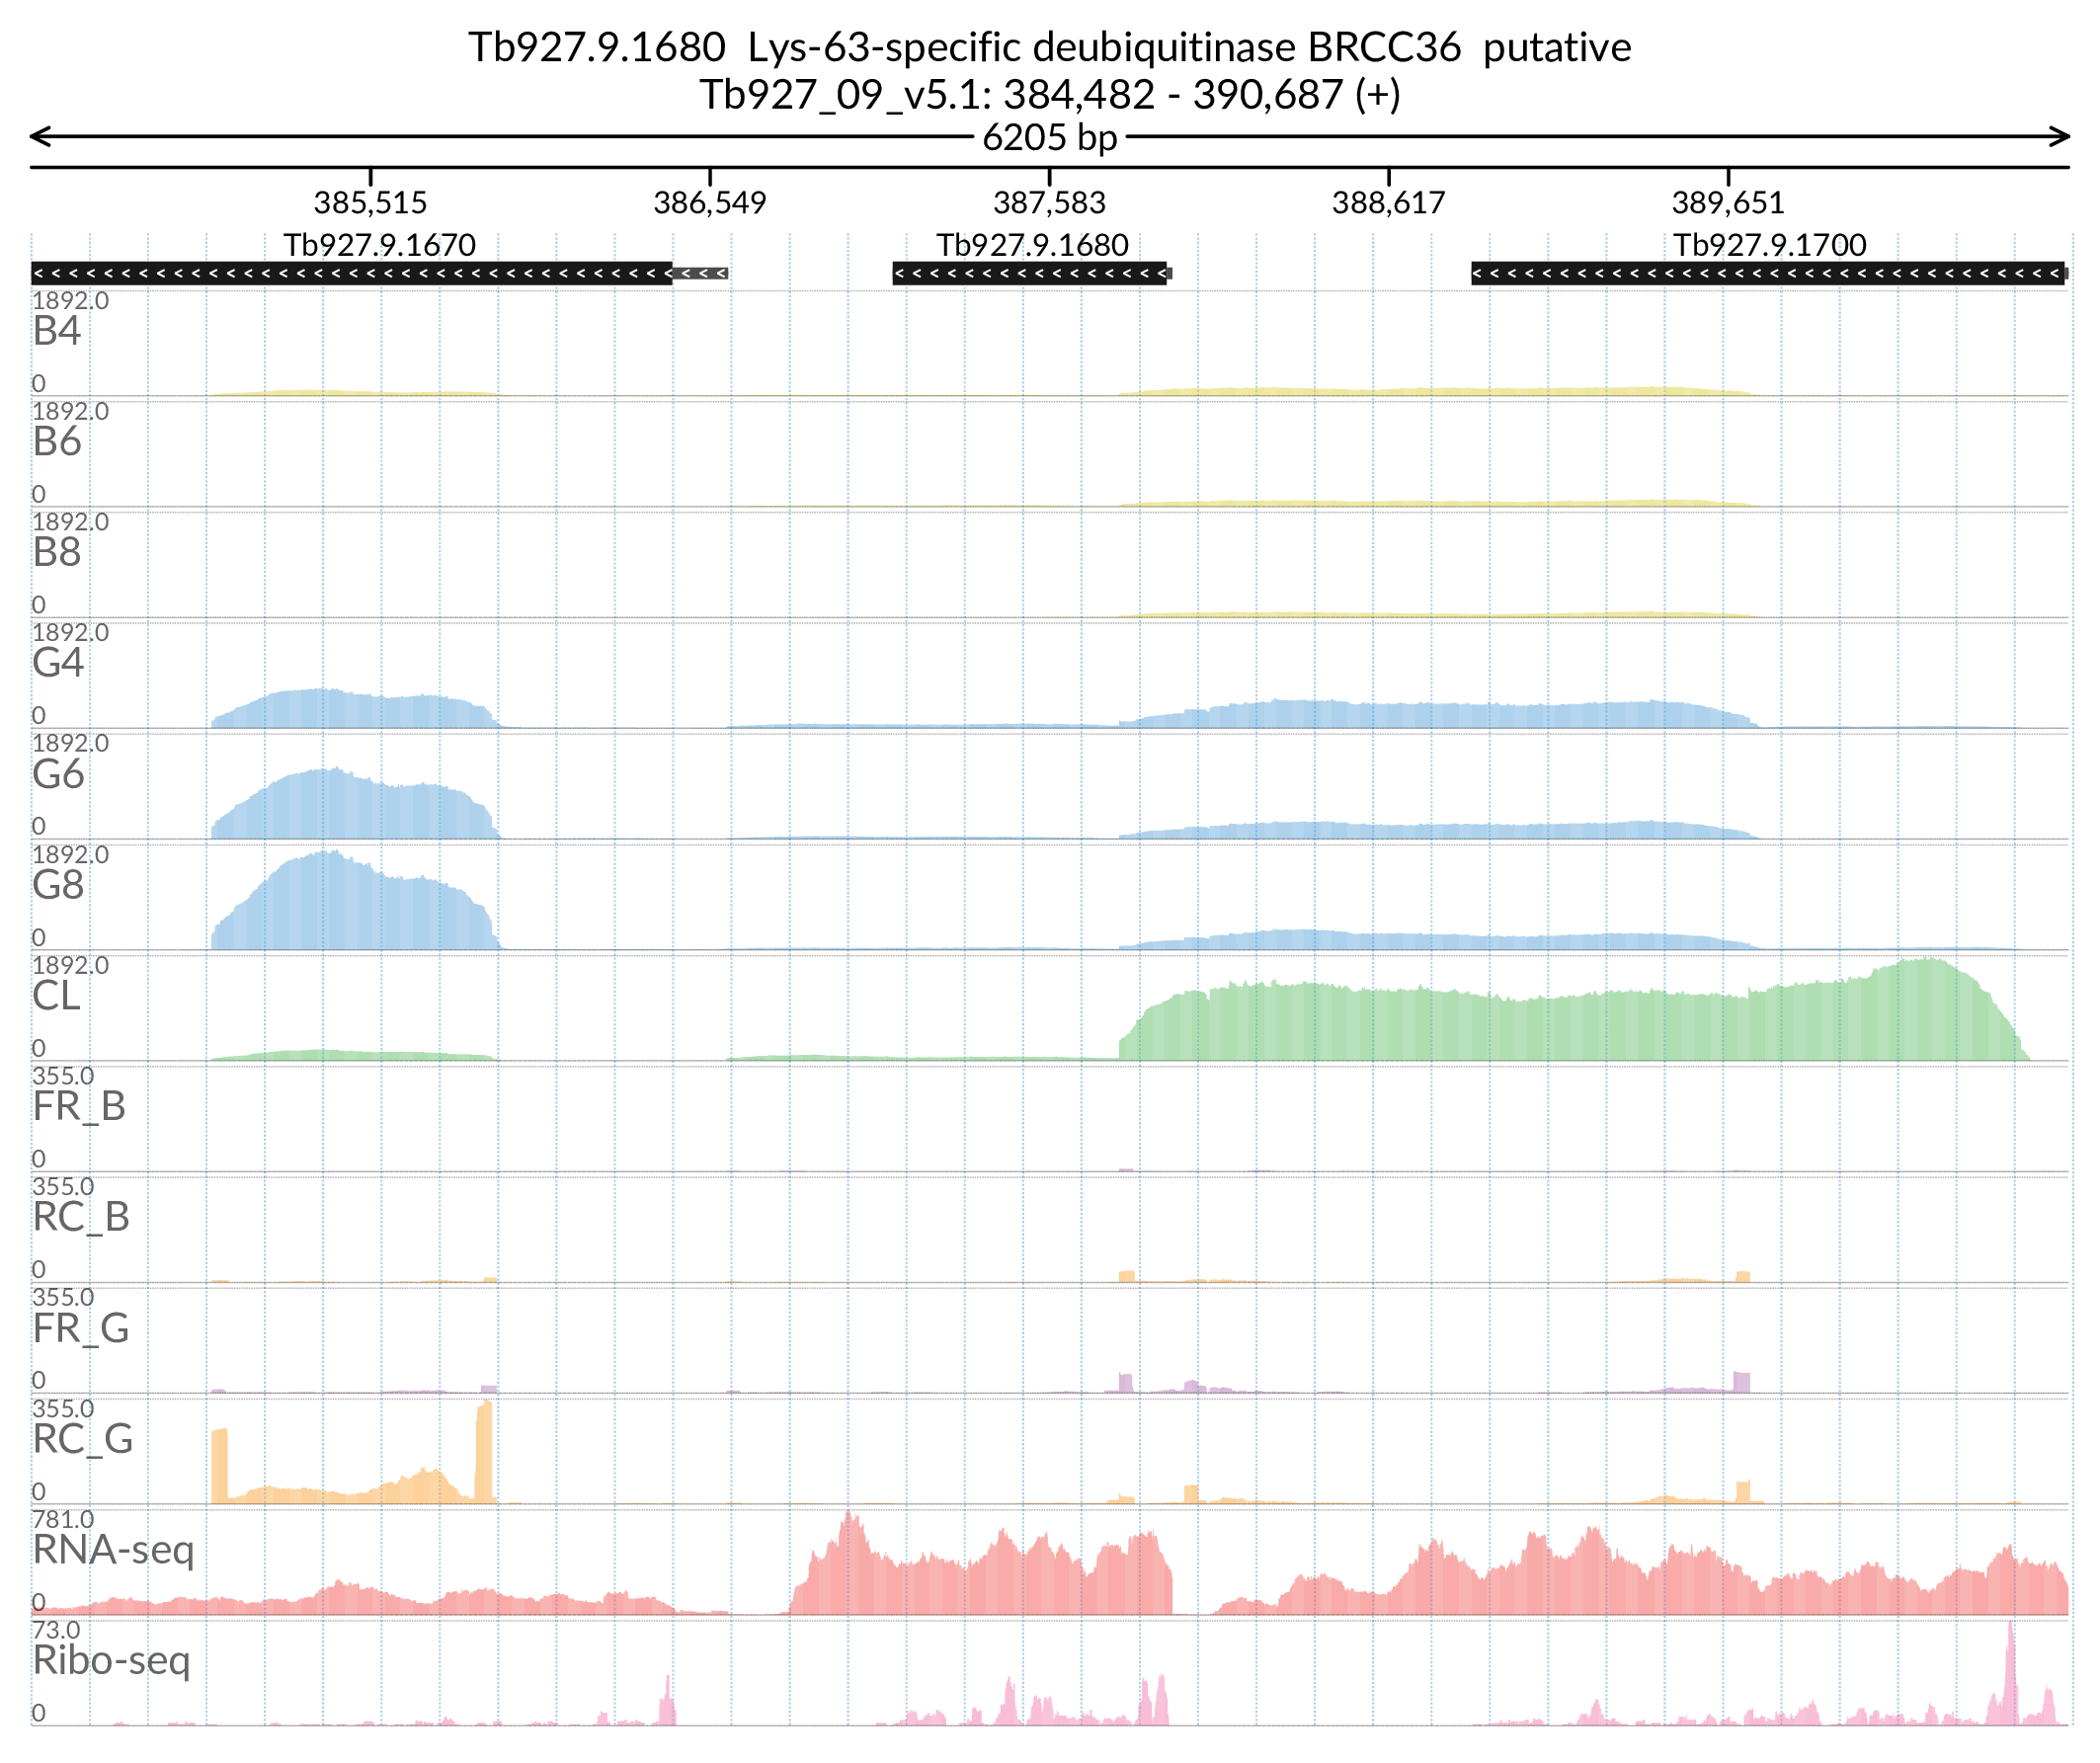 Tb927.9.1680  Lys-63-specific deubiquitinase BRCC36  putative
Tb927_09_v5.1: 384,482 - 390,687 (+)
6205 bp
385,515 386,549 387,583 388,617 389,651
Tb927.9.1670 Tb927.9.1680 Tb927.9.1700
1892.0
B4
0
1892.0
B6
0
1892.0
B8
0
1892.0
G4
0
1892.0
G6
0
1892.0
G8
0
1892.0
CL
0
355.0
FR_B
0
355.0
RC_B
0
355.0
FR_G
0
355.0
RC_G
0
781.0
RNA-seq
0
73.0
Ribo-seq
0